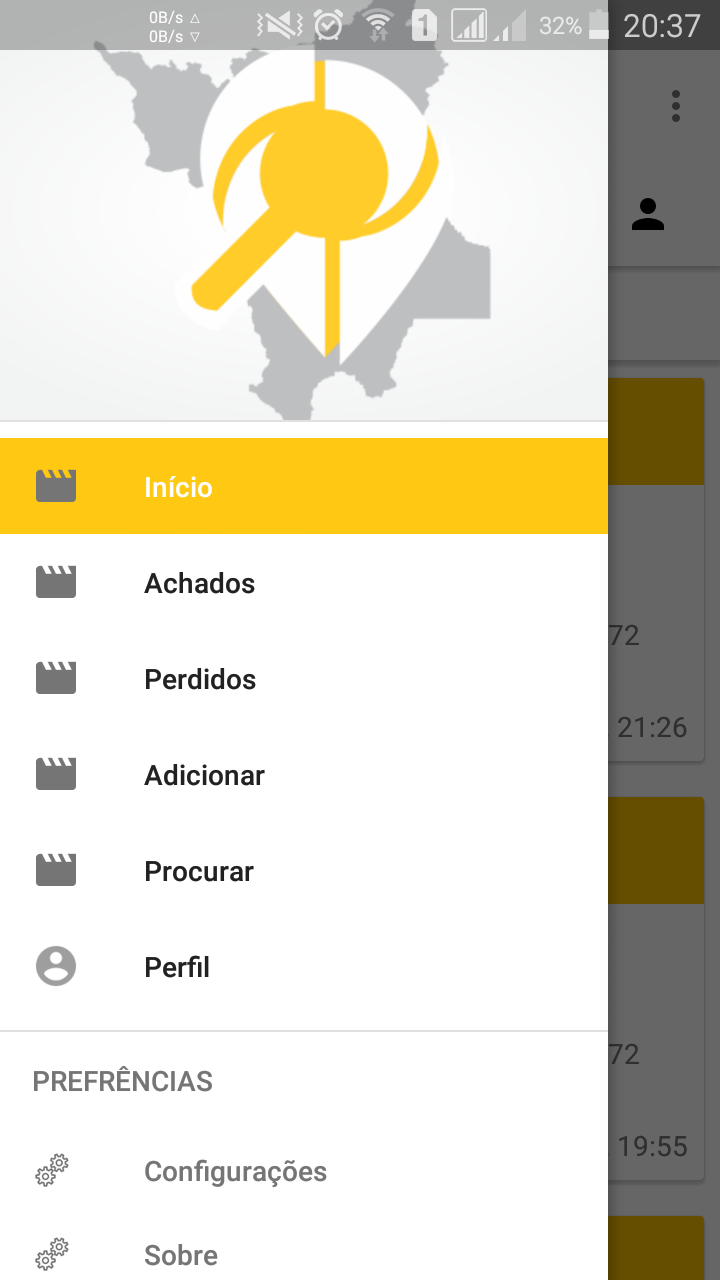 0B/s △
0B/s ▽
1
32%
20:37
Início
Achados
72
Perdidos
21:26
Adicionar
Procurar
Perfil
72
PREFRÊNCIAS
19:55
Configurações
Sobre